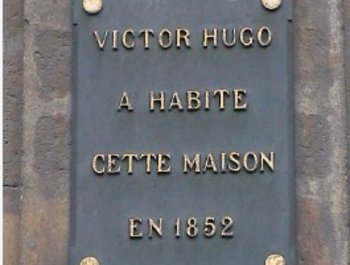 VICTOR HUGO
A HABITE
CETTE MAISON
EN 1852